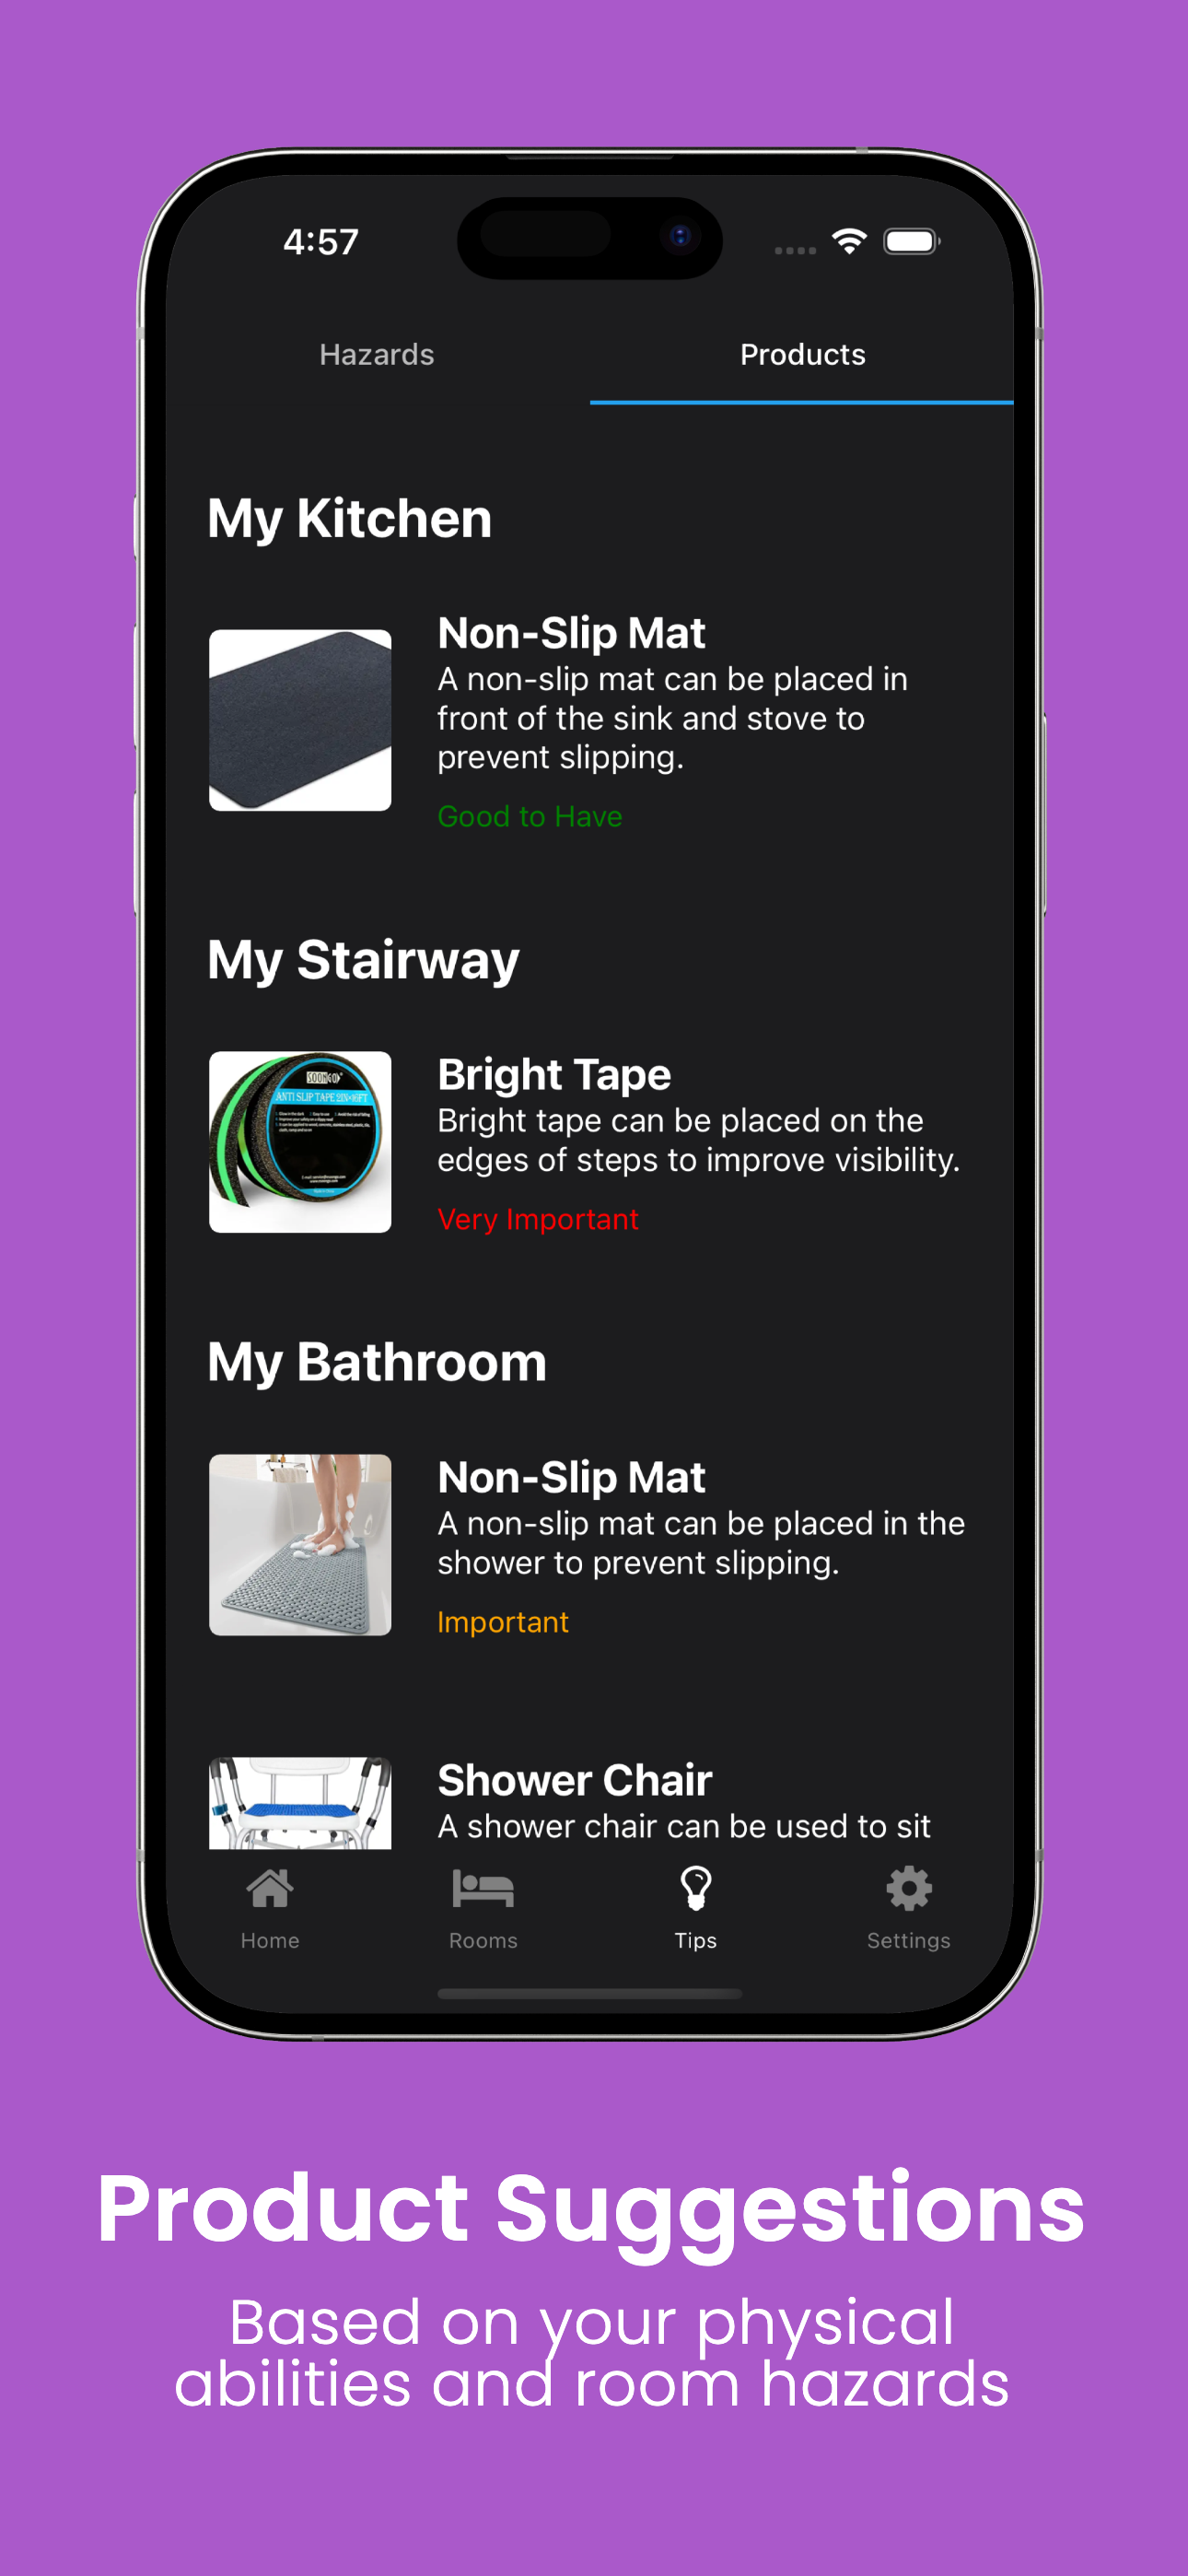 4:57
Hazards
Products
My Kitchen
Non-Slip Mat
A non-slip mat can be placed in
front of the sink and stove to
prevent slipping.
Good to Have
My Stairway
ANTI SLIP TAPE
Bright Tape
Bright tape can be placed on the
edges of steps to improve visibility.
Very Important
My Bathroom
Non-Slip Mat
A non-slip mat can be placed in the
shower to prevent slipping.
Important
Shower Chair
A shower chair can be used to sit
Home
Rooms
Tips
Settings
Product Suggestions
Based on your physical
abilities and room hazards